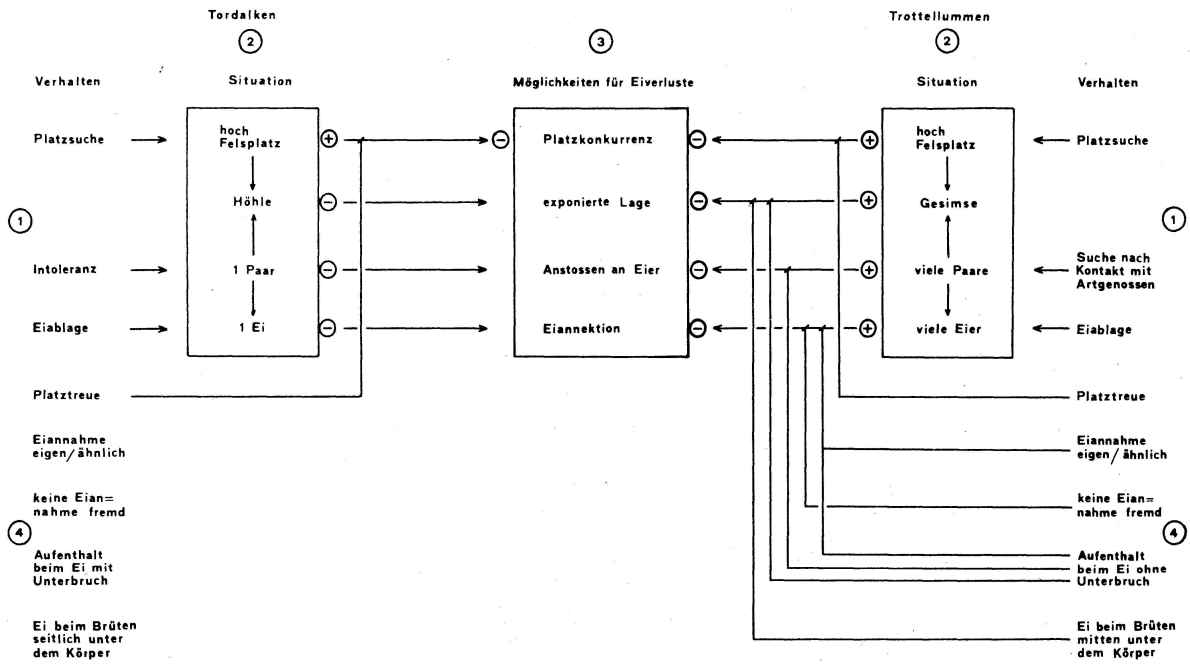 Tordalken
Trottellummen
2
3
2
Verhalten
Situation
Möglichkeiten für Eiverluste
Situation
Verhalten
Platzsuche
hoch
Felsplatz
+
-
Platzkonkurrenz
-
+
hoch
Felsplatz
Platzsuche
1
Höhle
-
exponierte Lage
-
+
Gesimse
1
Intoleranz
1 Paar
-
Anstossen an Eier
-
+
viele Paare
Suche nach
Kontakt mit
Artgenossen
Eiablage
1 Ei
-
Eiannektion
-
+
viele Eier
Eiablage
Platztreue
Platztreue
Eiannahme
eigen/ähnlich
Eiannahme
eigen/ähnlich
keine Eian=
nahme fremd
keine Eian=
nahme fremd
4
4
Aufenthalt
beim Ei mit
Unterbruch
Aufenthalt
beim Ei ohne
Unterbruch
Ei beim Brüten
seitlich unter
dem Körper
Ei beim Brüten
mitten unter
dem Körper